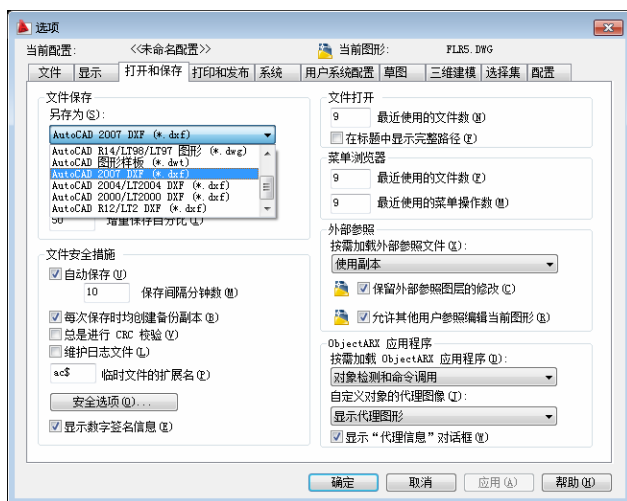 选项
当前配置: <<未命名配置>> 当前图形: FLR5.DWG
文件 显示 打开和保存 打印和发布 系统 用户系统配置 草图 三维建模 选择集 配置
文件保存
另存为(S):
AutoCAD 2007 DXF (*.dxf)
AutoCAD R14/LT98/LT97 图形 (*.dwg)
AutoCAD 图形样板 (*.dwt)
AutoCAD 2007 DXF (*.dxf)
AutoCAD 2004/LT2004 DXF (*.dxf)
AutoCAD 2000/LT2000 DXF (*.dxf)
AutoCAD R12/LT2 DXF (*.dxf)
50 增量保存百分比(I)
文件安全措施
自动保存(U)
10 保存间隔分钟数(M)
每次保存时均创建备份副本(B)
总是进行 CRC 校验(V)
维护日志文件(L)
ac$ 临时文件的扩展名(P)
安全选项(O)...
显示数字签名信息(E)
文件打开
9 最近使用的文件数(N)
在标题中显示完整路径(F)
菜单浏览器
9 最近使用的文件数(F)
9 最近使用的菜单操作数(W)
外部参照
按需加载外部参照文件(X):
使用副本
保留外部参照图层的修改(C)
允许其他用户参照编辑当前图形(R)
ObjectARX 应用程序
按需加载 ObjectARX 应用程序(D):
对象检测和命令调用
自定义对象的代理图像(J):
显示代理图形
显示“代理信息”对话框(W)
确定 取消 应用(A) 帮助(H)